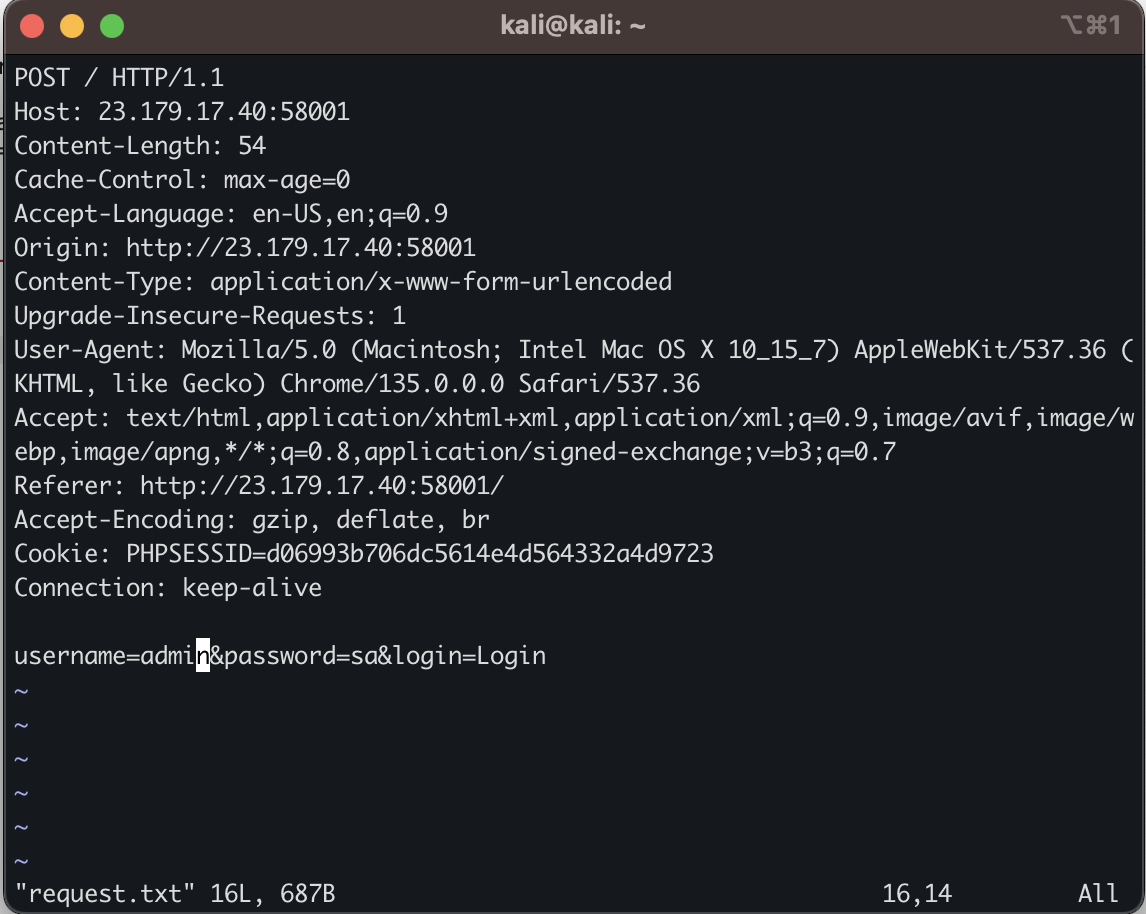 kali@kali: ~
⌥⌘1
POST / HTTP/1.1
Host: 23.179.17.40:58001
Content-Length: 54
Cache-Control: max-age=0
Accept-Language: en-US,en;q=0.9
Origin: http://23.179.17.40:58001
Content-Type: application/x-www-form-urlencoded
Upgrade-Insecure-Requests: 1
User-Agent: Mozilla/5.0 (Macintosh; Intel Mac OS X 10_15_7) AppleWebKit/537.36 (
KHTML, like Gecko) Chrome/135.0.0.0 Safari/537.36
Accept: text/html,application/xhtml+xml,application/xml;q=0.9,image/avif,image/w
ebp,image/apng,*/*;q=0.8,application/signed-exchange;v=b3;q=0.7
Referer: http://23.179.17.40:58001/
Accept-Encoding: gzip, deflate, br
Cookie: PHPSESSID=d06993b706dc5614e4d564332a4d9723
Connection: keep-alive

username=admin&password=sa&login=Login
~
~
~
~
~
~
"request.txt" 16L, 687B 16,14 All